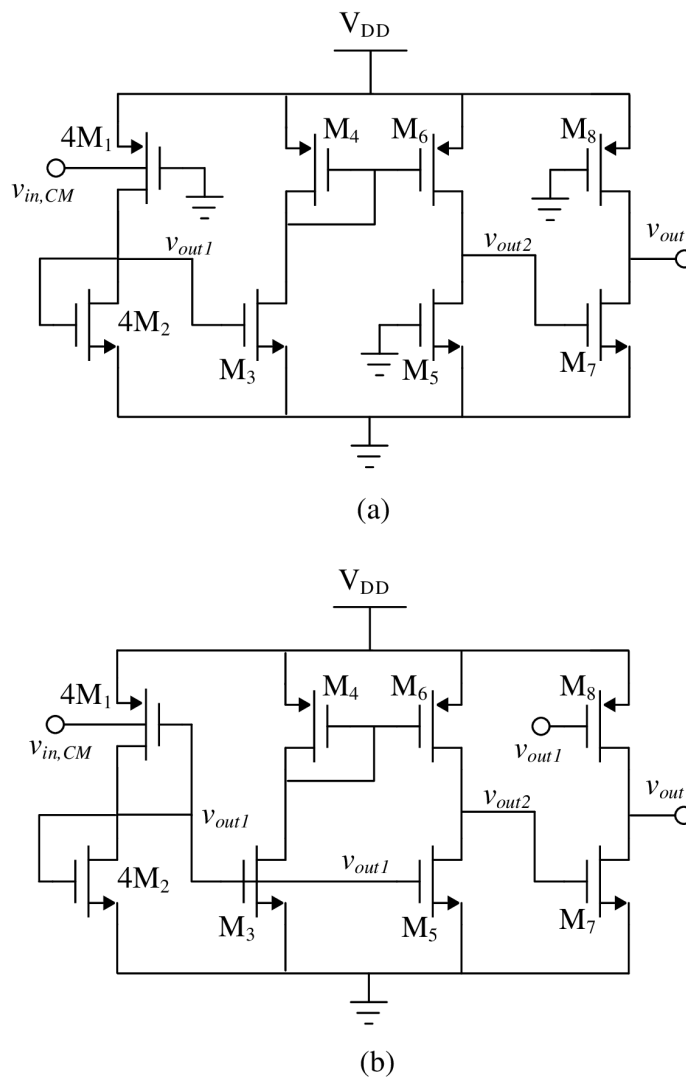 V_DD
4M_1
M_4
M_6
M_8
v_in,CM
v_out1
v_out2
v_out
4M_2
M_3
M_5
M_7
(a)
V_DD
4M_1
M_4
M_6
M_8
v_in,CM
v_out1
v_out1
v_out2
v_out
4M_2
v_out1
M_3
M_5
M_7
(b)